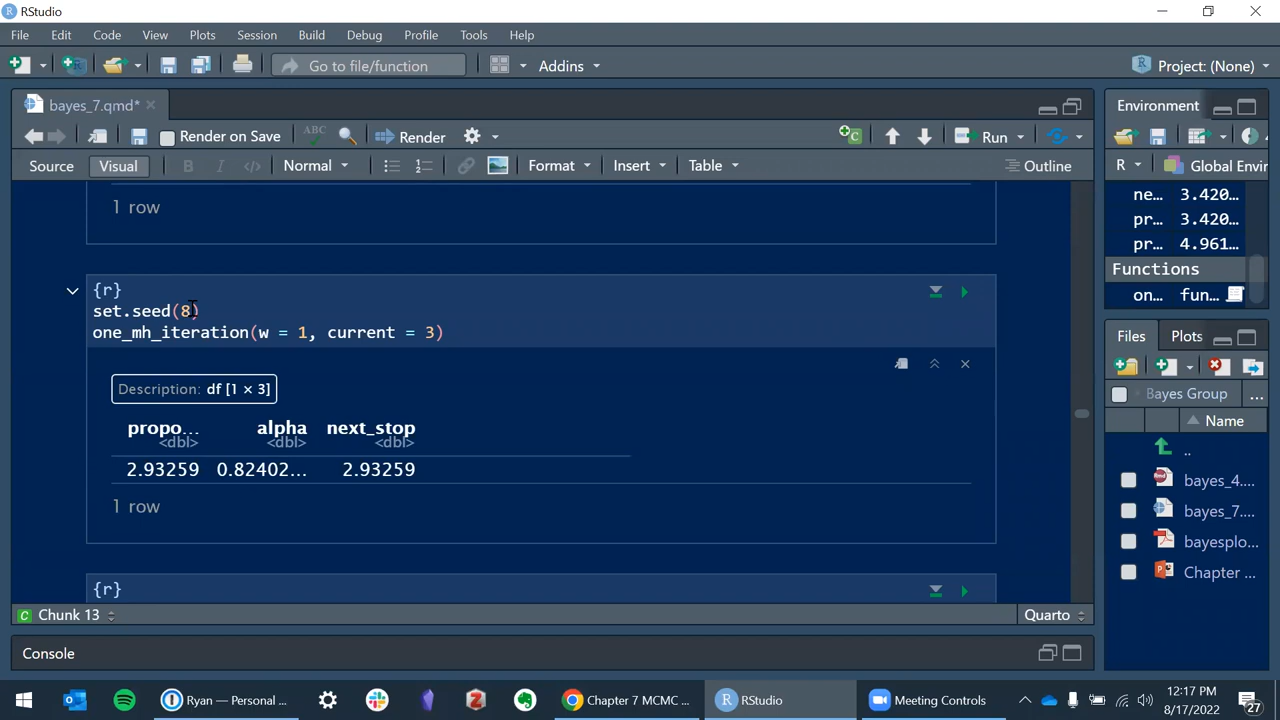 RStudio
File Edit Code View Plots Session Build Debug Profile Tools Help
Go to file/function Addins Project: (None)
bayes_7.qmd*
Render on Save ABC Render Run
Source Visual B I </> Normal Format Insert Table Outline
1 row
{r}
set.seed(8)
one_mh_iteration(w = 1, current = 3)
Description: df [1 × 3]
propo... alpha next_stop
<dbl> <dbl> <dbl>
2.93259 0.82402... 2.93259
1 row
{r}
C Chunk 13 Quarto
Console
Environment
R Global Envir
ne... 3.420...
pr... 3.420...
pr... 4.961...
Functions
on... fun...
Files Plots
Bayes Group ...
Name
..
bayes_4....
bayes_7....
bayesplo...
Chapter ...
Ryan — Personal ... Chapter 7 MCMC ... RStudio Meeting Controls
12:17 PM
8/17/2022
27